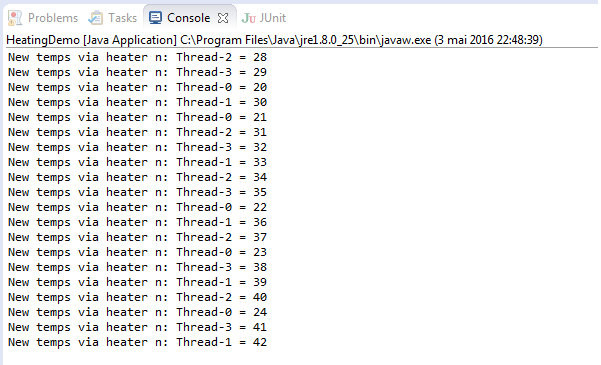 Problems Tasks Console JUnit
HeatingDemo [Java Application] C:\Program Files\Java\jre1.8.0_25\bin\javaw.exe (3 mai 2016 22:48:39)
New temps via heater n: Thread-2 = 28
New temps via heater n: Thread-3 = 29
New temps via heater n: Thread-0 = 20
New temps via heater n: Thread-1 = 30
New temps via heater n: Thread-0 = 21
New temps via heater n: Thread-2 = 31
New temps via heater n: Thread-3 = 32
New temps via heater n: Thread-1 = 33
New temps via heater n: Thread-2 = 34
New temps via heater n: Thread-3 = 35
New temps via heater n: Thread-0 = 22
New temps via heater n: Thread-1 = 36
New temps via heater n: Thread-2 = 37
New temps via heater n: Thread-0 = 23
New temps via heater n: Thread-3 = 38
New temps via heater n: Thread-1 = 39
New temps via heater n: Thread-2 = 40
New temps via heater n: Thread-0 = 24
New temps via heater n: Thread-3 = 41
New temps via heater n: Thread-1 = 42